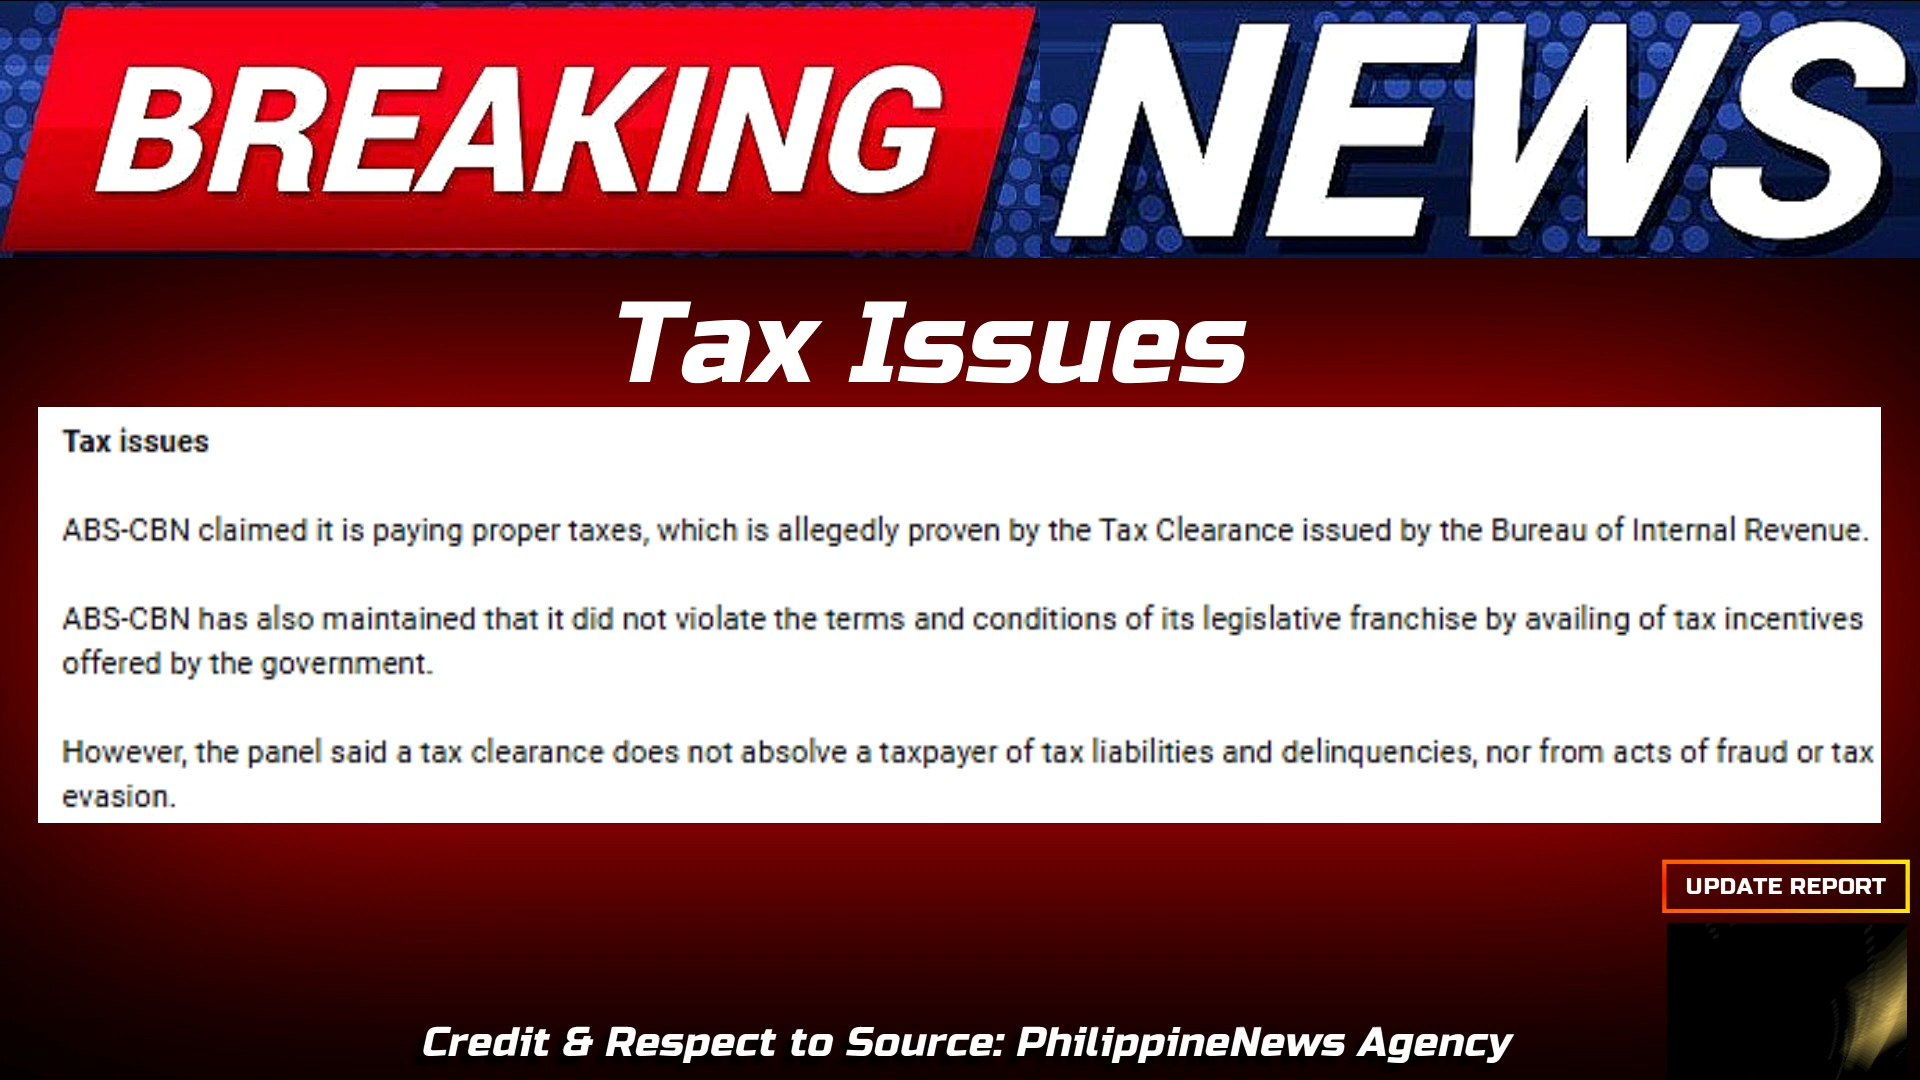 BREAKING NEWS
Tax Issues
Tax issues
ABS-CBN claimed it is paying proper taxes, which is allegedly proven by the Tax Clearance issued by the Bureau of Internal Revenue.
ABS-CBN has also maintained that it did not violate the terms and conditions of its legislative franchise by availing of tax incentives
offered by the government.
However, the panel said a tax clearance does not absolve a taxpayer of tax liabilities and delinquencies, nor from acts of fraud or tax
evasion.
UPDATE REPORT
Credit & Respect to Source: PhilippineNews Agency